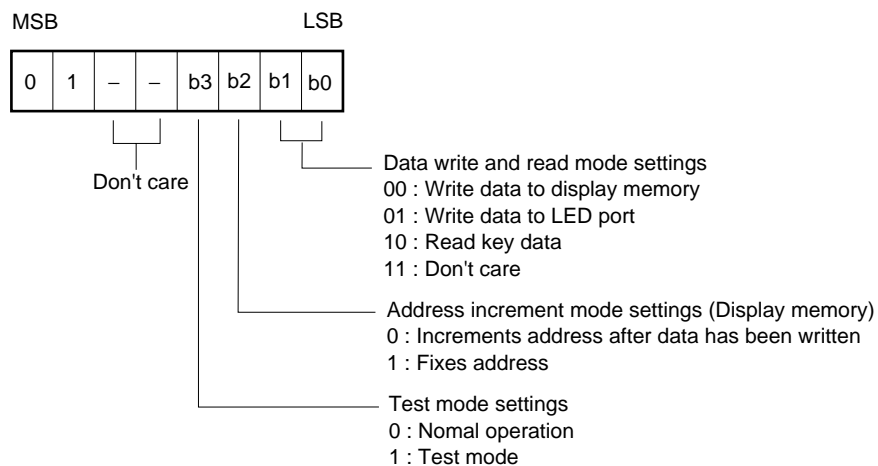 MSB LSB
0 1 – – b3 b2 b1 b0
Don't care
Data write and read mode settings
00 : Write data to display memory
01 : Write data to LED port
10 : Read key data
11 : Don't care
Address increment mode settings (Display memory)
0 : Increments address after data has been written
1 : Fixes address
Test mode settings
0 : Nomal operation
1 : Test mode